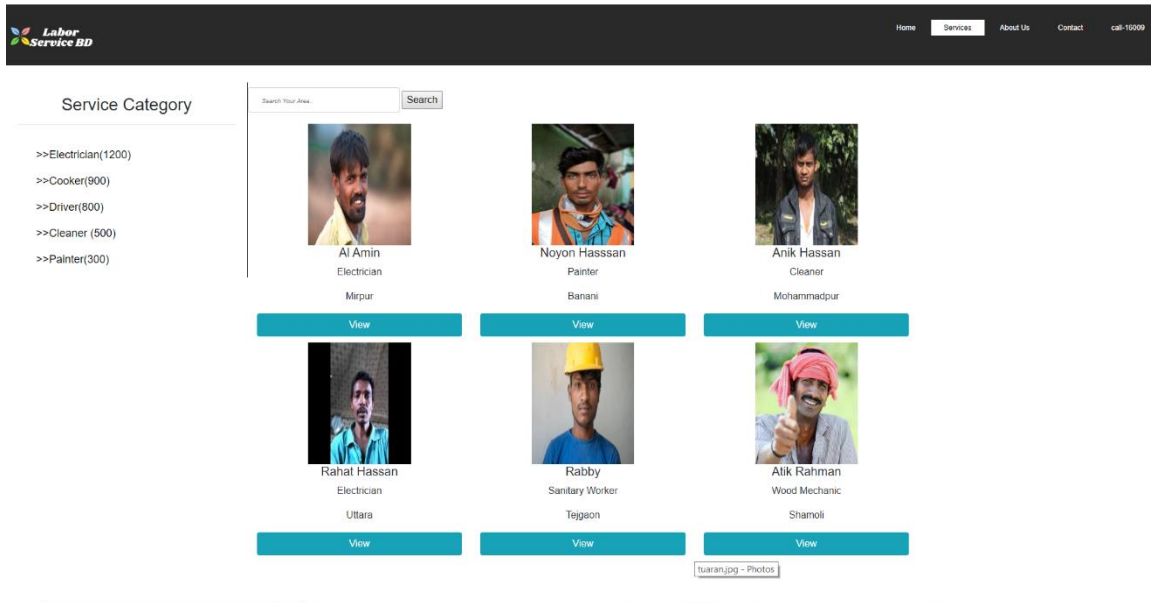 Labor
Service BD
Home Services About Us Contact call-16009
Service Category
>>Electrician(1200)
>>Cooker(900)
>>Driver(800)
>>Cleaner (500)
>>Painter(300)
Search Your Area.. Search
Al Amin
Electrician
Mirpur
View
Noyon Hasssan
Painter
Banani
View
Anik Hassan
Cleaner
Mohammadpur
View
Rahat Hassan
Electrician
Uttara
View
Rabby
Sanitary Worker
Tejgaon
View
Atik Rahman
Wood Mechanic
Shamoli
View
tuaran.jpg - Photos